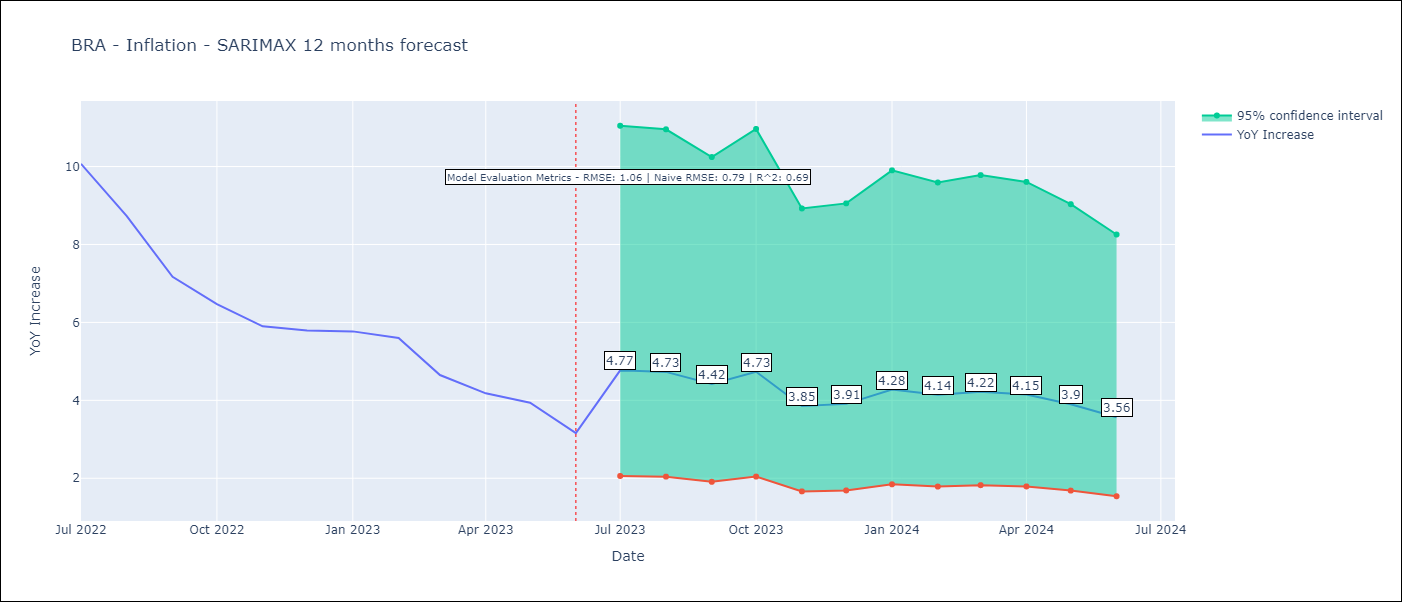 BRA - Inflation - SARIMAX 12 months forecast
95% confidence interval
YoY Increase
Model Evaluation Metrics - RMSE: 1.06 | Naive RMSE: 0.79 | R^2: 0.69
YoY Increase
10
8
6
4
2
4.77
4.73
4.42
4.73
3.85
3.91
4.28
4.14
4.22
4.15
3.9
3.56
Jul 2022
Oct 2022
Jan 2023
Apr 2023
Jul 2023
Oct 2023
Jan 2024
Apr 2024
Jul 2024
Date